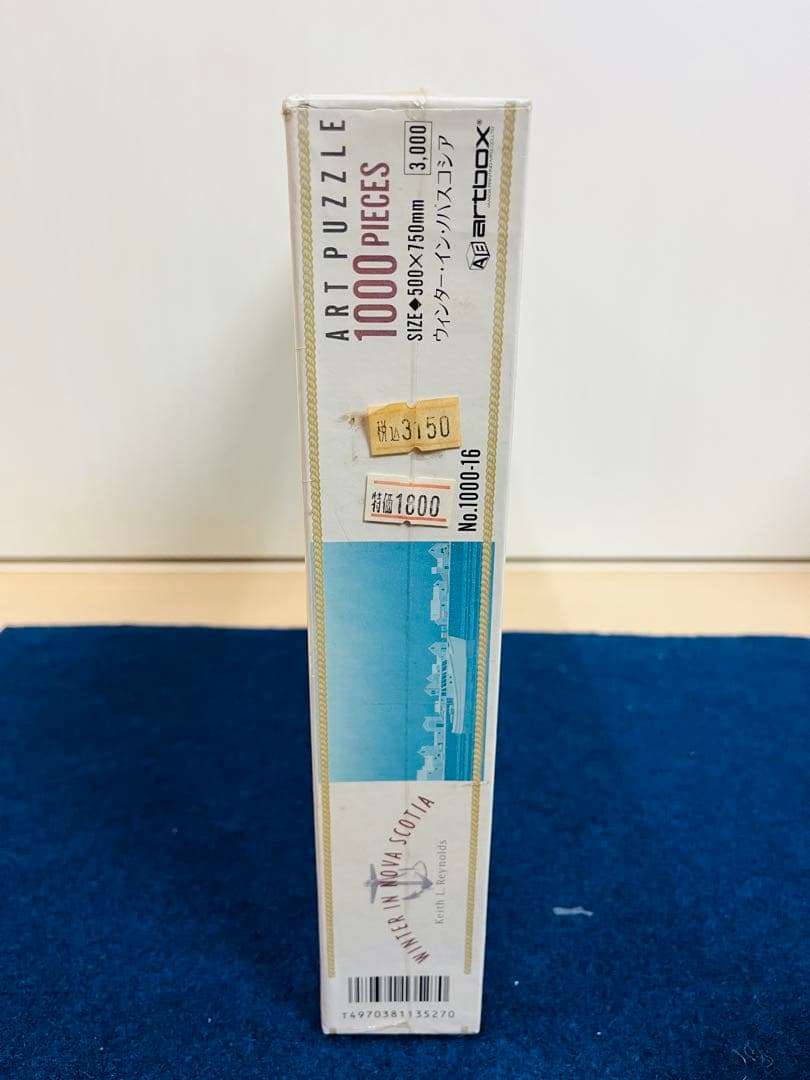 ART PUZZLE
1000 PIECES
SIZE◆500×750mm
3,000
ウィンター・イン・ノバスコシア
AE artbox®
税込3150
特価1800
No.1000-16
WINTER IN NOVA SCOTIA
Keith L. Reynolds
T4970381135270